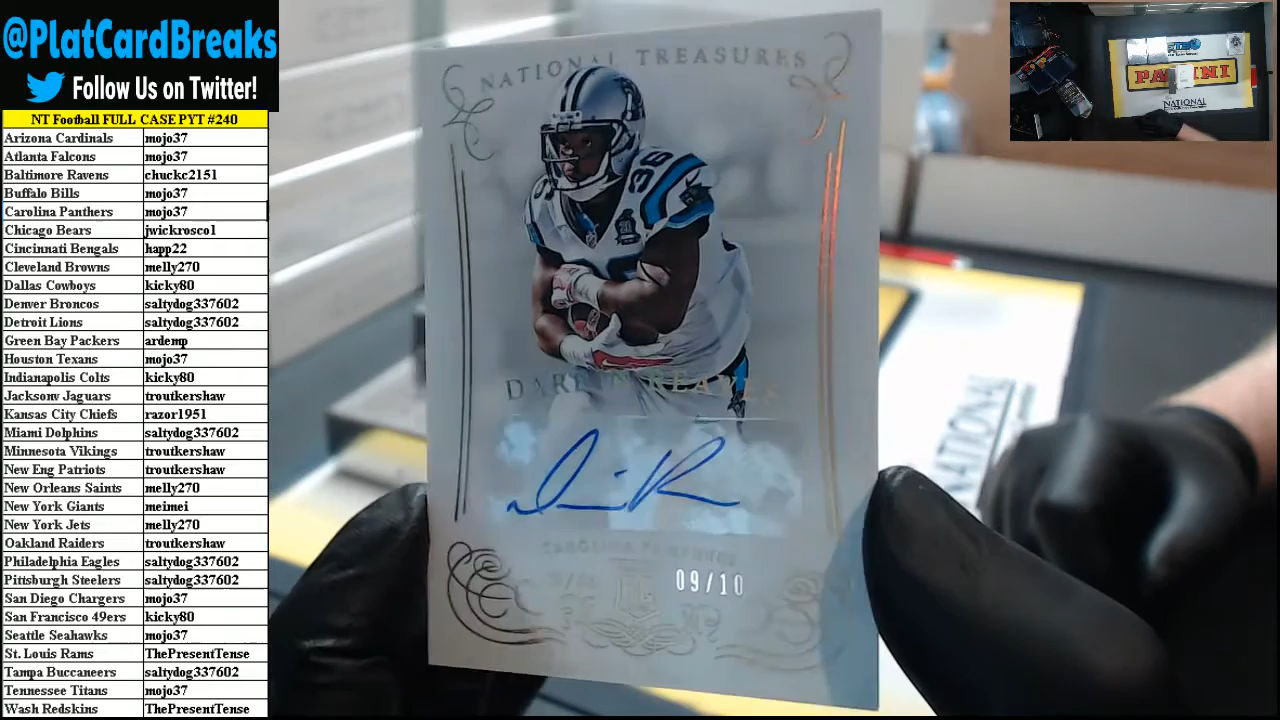 @PlatCardBreaks
Follow Us on Twitter!
NT Football FULL CASE PYT #240
Arizona Cardinals mojo37
Atlanta Falcons mojo37
Baltimore Ravens chuckc2151
Buffalo Bills mojo37
Carolina Panthers mojo37
Chicago Bears jwickrosco1
Cincinnati Bengals happ22
Cleveland Browns melly270
Dallas Cowboys kicky80
Denver Broncos saltydog337602
Detroit Lions saltydog337602
Green Bay Packers ardemp
Houston Texans mojo37
Indianapolis Colts kicky80
Jacksonv Jaguars troutkershaw
Kansas City Chiefs razor1951
Miami Dolphins saltydog337602
Minnesota Vikings troutkershaw
New Eng Patriots troutkershaw
New Orleans Saints melly270
New York Giants meimei
New York Jets melly270
Oakland Raiders troutkershaw
Philadelphia Eagles saltydog337602
Pittsburgh Steelers saltydog337602
San Diego Chargers mojo37
San Francisco 49ers kicky80
Seattle Seahawks mojo37
St. Louis Rams ThePresentTense
Tampa Buccaneers saltydog337602
Tennessee Titans mojo37
Wash Redskins ThePresentTense
NATIONAL TREASURES
36
CAROLINA PANTHERS
09/10
NATIONAL
PANINI
NATIONAL